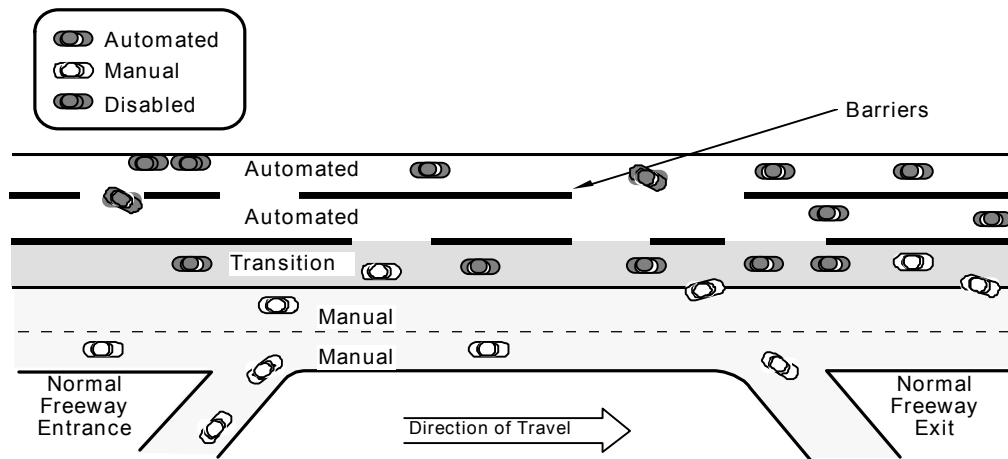 Automated
Manual
Disabled
Barriers
Automated
Automated
Transition
Manual
Manual
Normal
Freeway
Entrance
Direction of Travel
Normal
Freeway
Exit